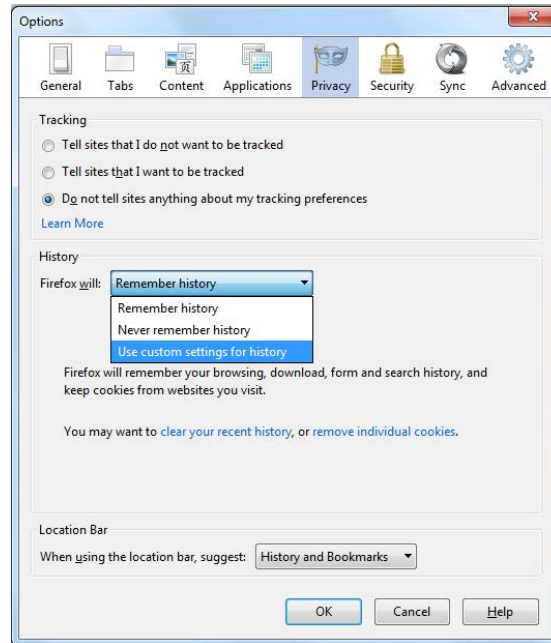 Options
General Tabs Content Applications Privacy Security Sync Advanced
Tracking
Tell sites that I do not want to be tracked
Tell sites that I want to be tracked
Do not tell sites anything about my tracking preferences
Learn More
History
Firefox will: Remember history
Remember history
Never remember history
Use custom settings for history
Firefox will remember your browsing, download, form and search history, and
keep cookies from websites you visit.
You may want to clear your recent history, or remove individual cookies.
Location Bar
When using the location bar, suggest: History and Bookmarks
OK Cancel Help